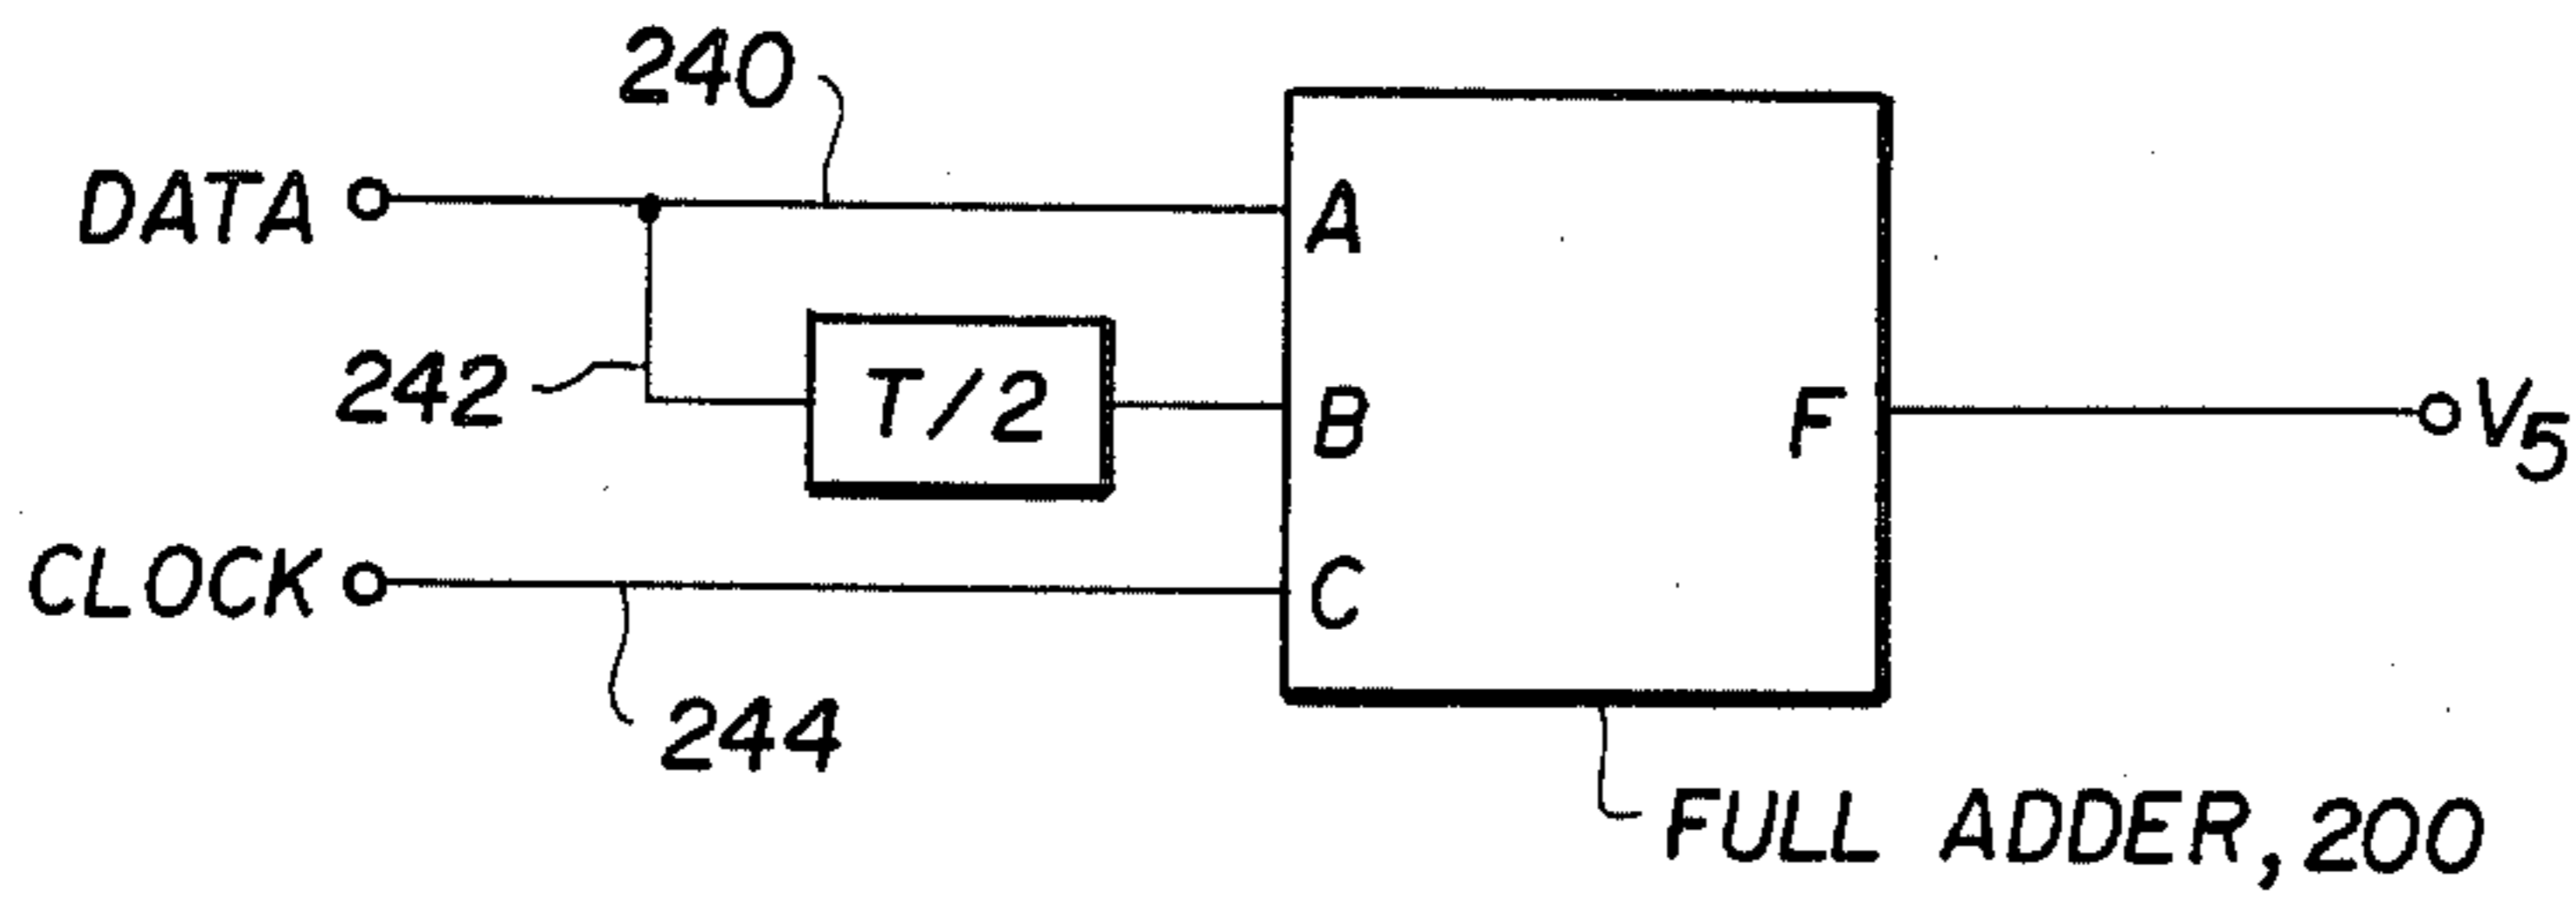 240
DATA
A
242
T/2
B
F
V5
CLOCK
C
244
FULL ADDER, 200